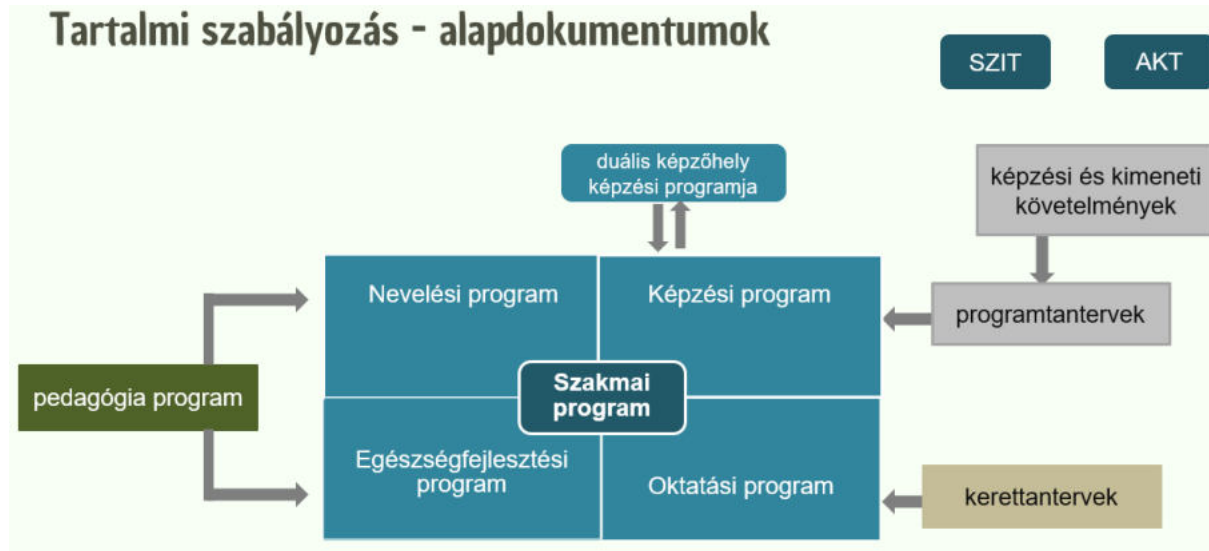 Tartalmi szabályozás - alapdokumentumok
SZIT
AKT
duális képzőhely
képzési programja
képzési és kimeneti
követelmények
Nevelési program
Képzési program
programtantervek
pedagógia program
Szakmai
program
Egészségfejlesztési
program
Oktatási program
kerettantervek